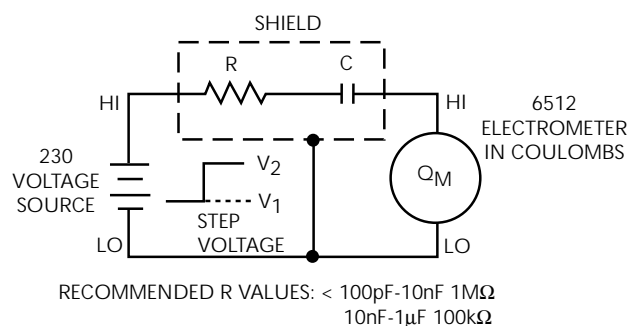 SHIELD
R
C
HI
HI
230
VOLTAGE
SOURCE
V2
V1
STEP
VOLTAGE
QM
6512
ELECTROMETER
IN COULOMBS
LO
LO
RECOMMENDED R VALUES: < 100pF-10nF 1MΩ
10nF-1µF 100kΩ